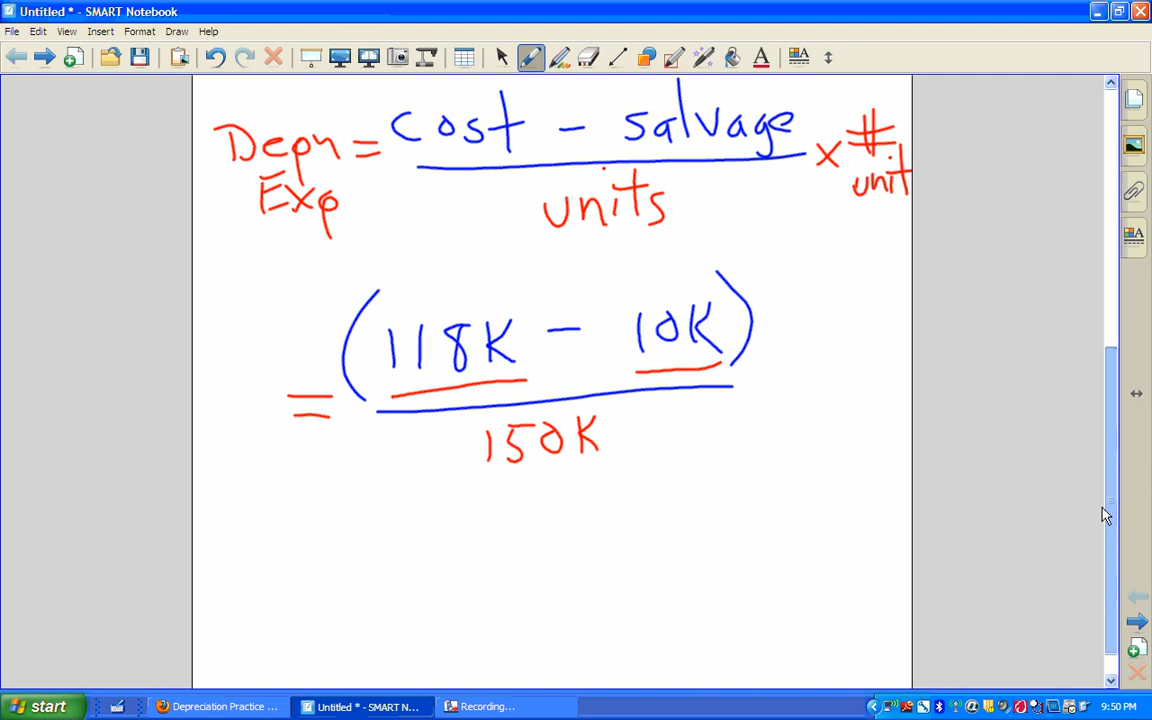 Untitled * - SMART Notebook
File Edit View Insert Format Draw Help
Depn = cost - salvage x #
Exp units unit
= (118K - 10K)
150K
start Depreciation Practice ... Untitled * - SMART N... Recording... 9:50 PM